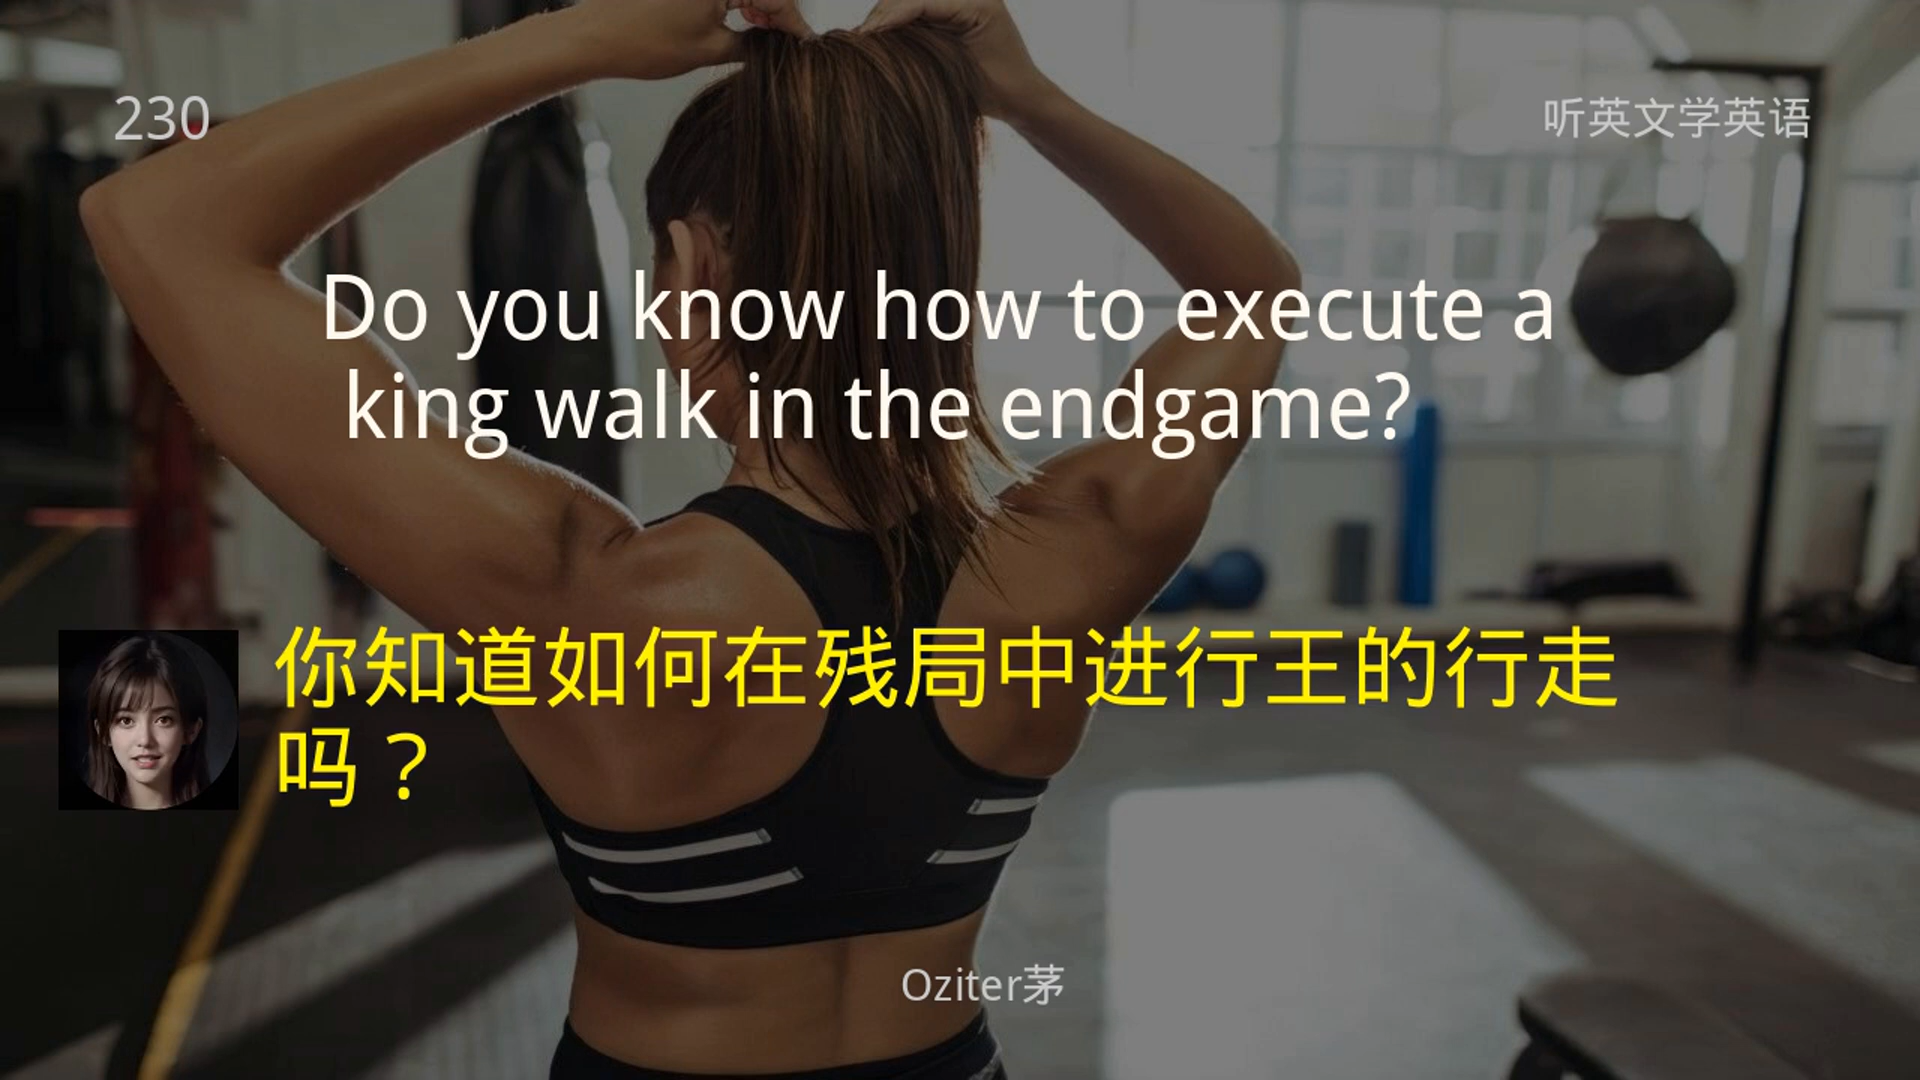 230
听英文学英语
Do you know how to execute a
king walk in the endgame?
你知道如何在残局中进行王的行走
吗？
Oziter茅